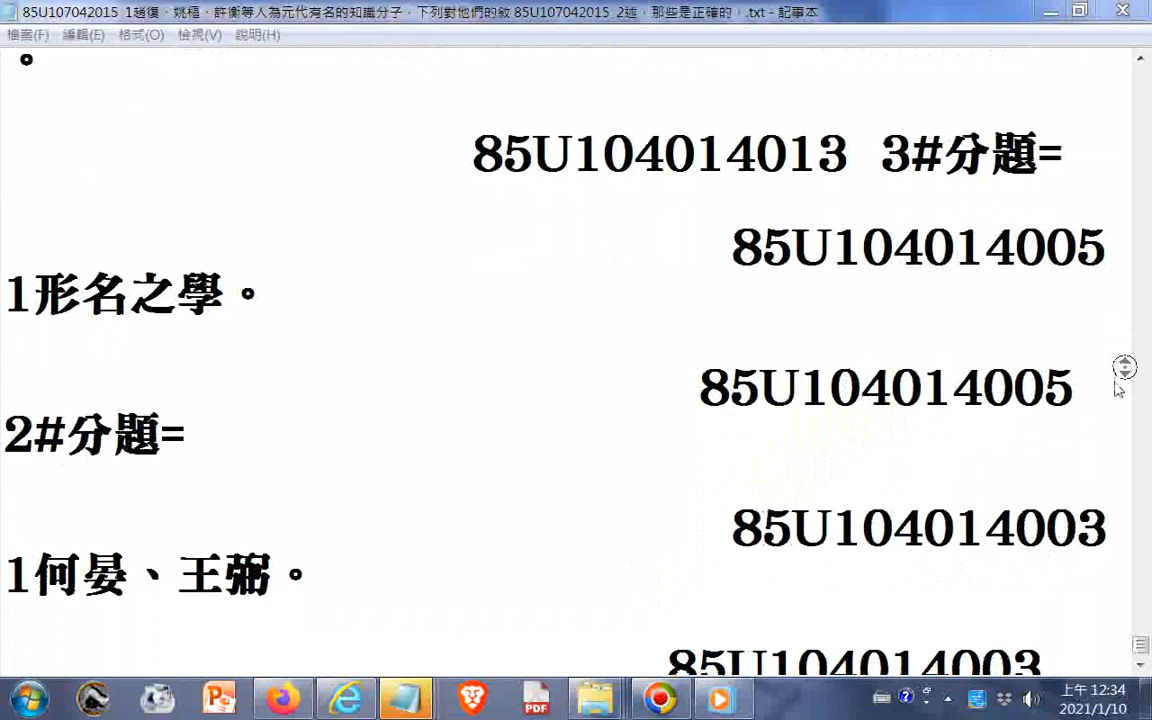 85U107042015 1趙復、姚樞、許衡等人為元代有名的知識分子，下列對他們的敘 85U107042015 2述，那些是正確的，.txt - 記事本
檔案(F) 編輯(E) 格式(O) 檢視(V) 說明(H)
。
85U104014013 3#分題=
85U104014005
1形名之學。
85U104014005
2#分題=
85U104014003
1何晏、王弼。
85U104014003
PDF
上午 12:34
2021/1/10